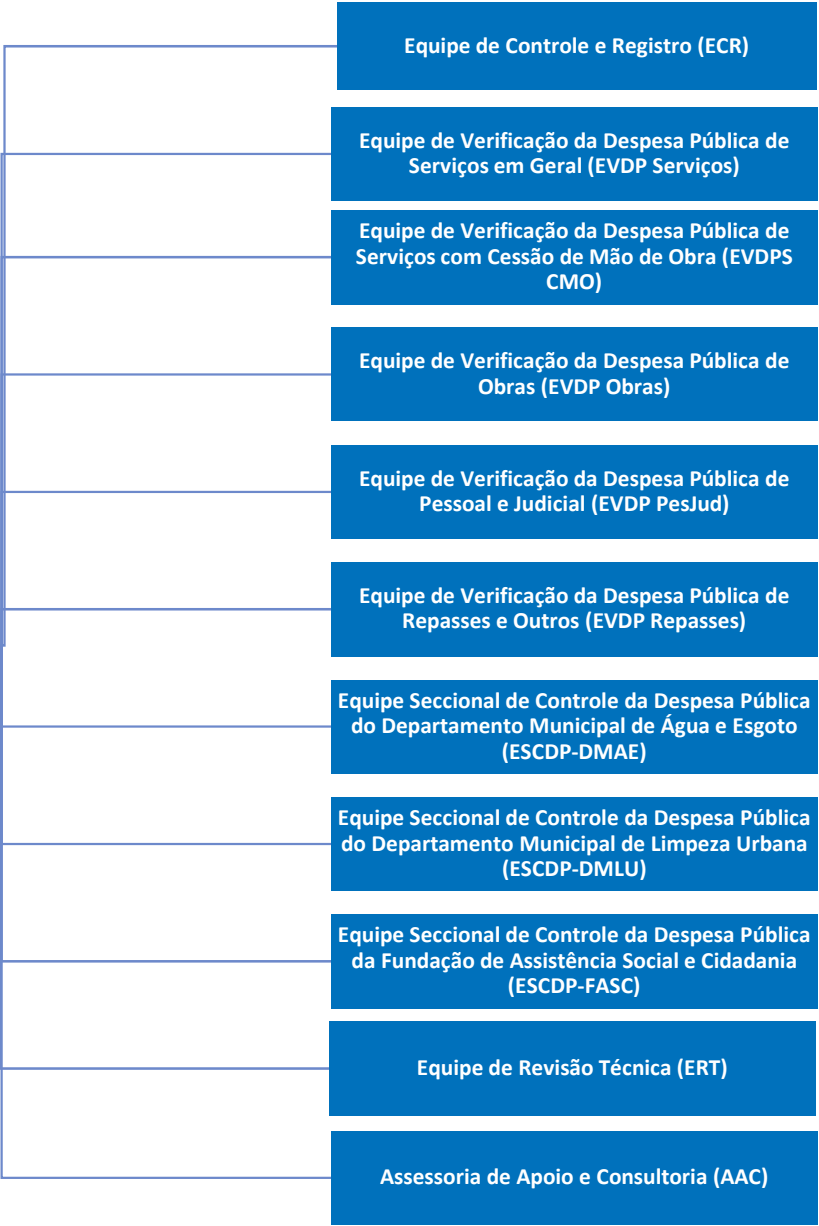 Equipe de Controle e Registro (ECR)
Equipe de Verificação da Despesa Pública de
Serviços em Geral (EVDP Serviços)
Equipe de Verificação da Despesa Pública de
Serviços com Cessão de Mão de Obra (EVDPS
CMO)
Equipe de Verificação da Despesa Pública de
Obras (EVDP Obras)
Equipe de Verificação da Despesa Pública de
Pessoal e Judicial (EVDP PesJud)
Equipe de Verificação da Despesa Pública de
Repasses e Outros (EVDP Repasses)
Equipe Seccional de Controle da Despesa Pública
do Departamento Municipal de Água e Esgoto
(ESCDP-DMAE)
Equipe Seccional de Controle da Despesa Pública
do Departamento Municipal de Limpeza Urbana
(ESCDP-DMLU)
Equipe Seccional de Controle da Despesa Pública
da Fundação de Assistência Social e Cidadania
(ESCDP-FASC)
Equipe de Revisão Técnica (ERT)
Assessoria de Apoio e Consultoria (AAC)